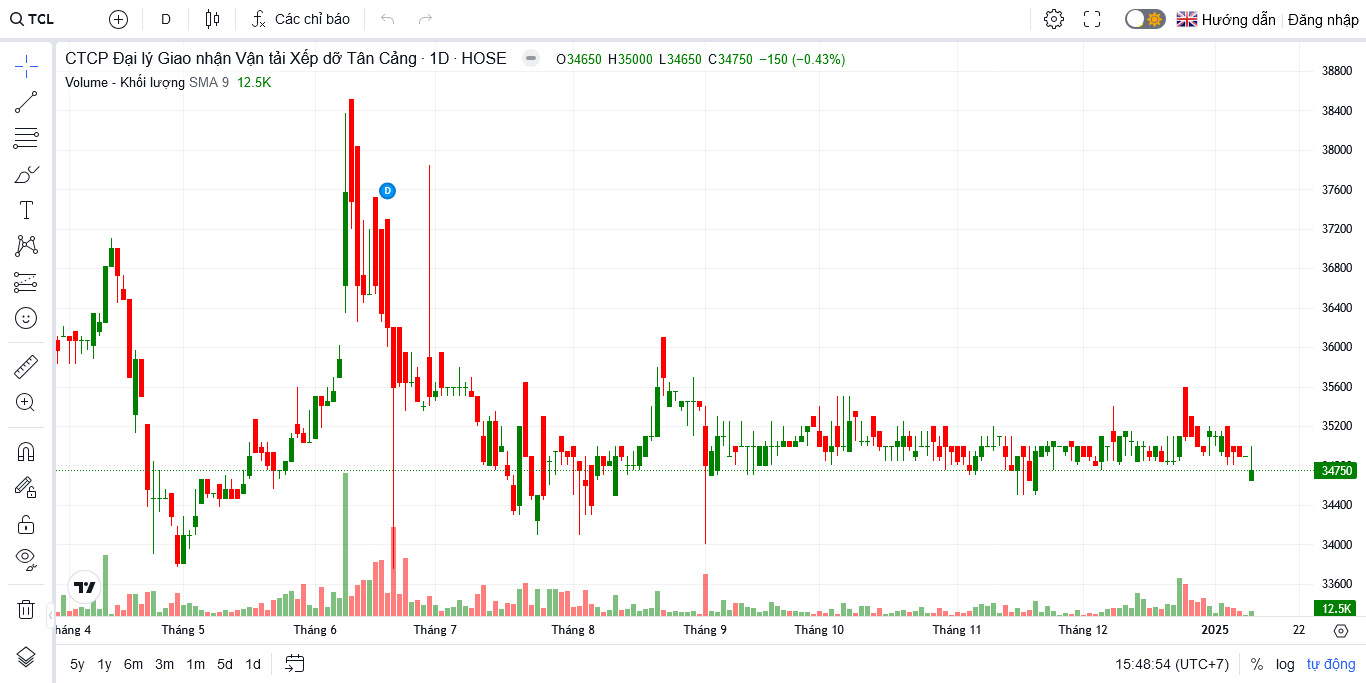 TCL
D
Các chỉ báo
Hướng dẫn
Đăng nhập
CTCP Đại lý Giao nhận Vận tải Xếp dỡ Tân Cảng · 1D · HOSE
O34650 H35000 L34650 C34750 −150 (−0.43%)
Volume - Khối lượng SMA 9 12.5K
D
38800
38400
38000
37600
37200
36800
36400
36000
35600
35200
34750
34400
34000
33600
12.5K
háng 4
Tháng 5
Tháng 6
Tháng 7
Tháng 8
Tháng 9
Tháng 10
Tháng 11
Tháng 12
2025
22
5y 1y 6m 3m 1m 5d 1d
15:48:54 (UTC+7)
% log tự động